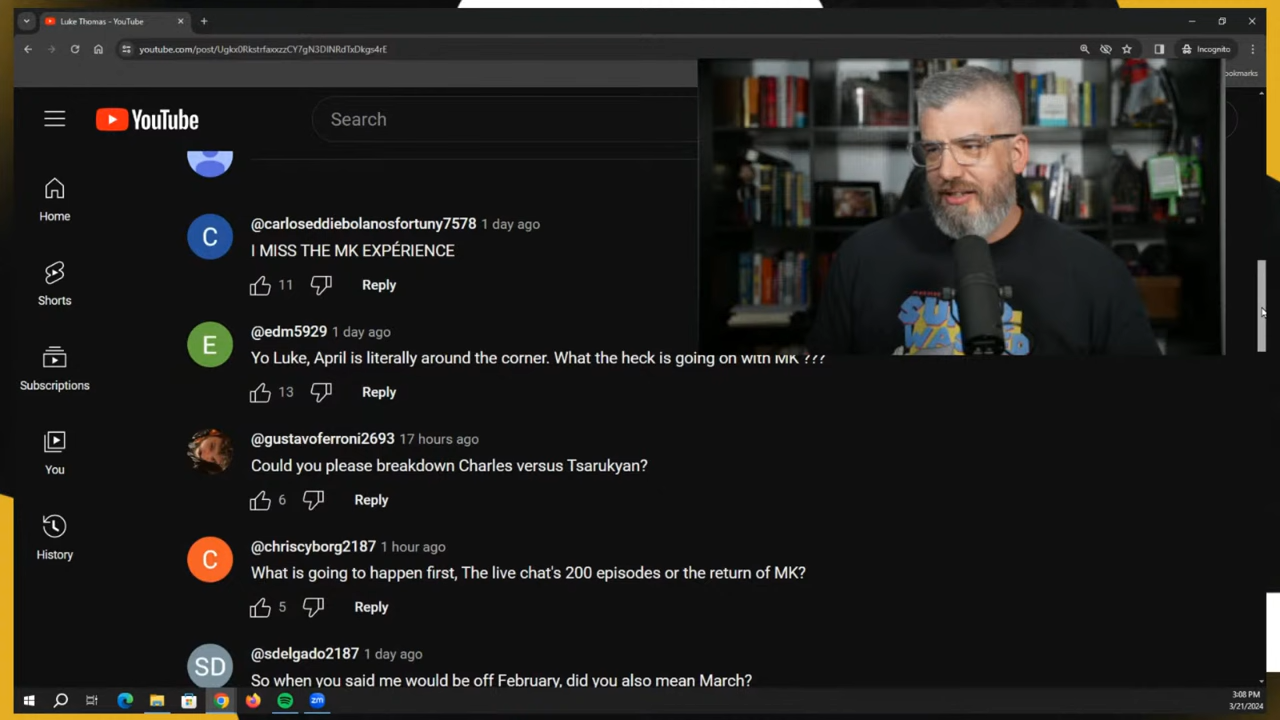 Luke Thomas - YouTube
youtube.com/post/Ugkx0RkstrfaxxzzCY7gN3DINRdTxDkgs4rE
Incognito
ookmarks
YouTube
Search
Home
Shorts
Subscriptions
You
History
C
@carloseddiebolanosfortuny7578 1 day ago
I MISS THE MK EXPÉRIENCE
11 Reply
E
@edm5929 1 day ago
Yo Luke, April is literally around the corner. What the heck is going on with MK ???
13 Reply
@gustavoferroni2693 17 hours ago
Could you please breakdown Charles versus Tsarukyan?
6 Reply
C
@chriscyborg2187 1 hour ago
What is going to happen first, The live chat's 200 episodes or the return of MK?
5 Reply
SD
@sdelgado2187 1 day ago
So when you said me would be off February, did you also mean March?
zm
3:08 PM
3/21/2024